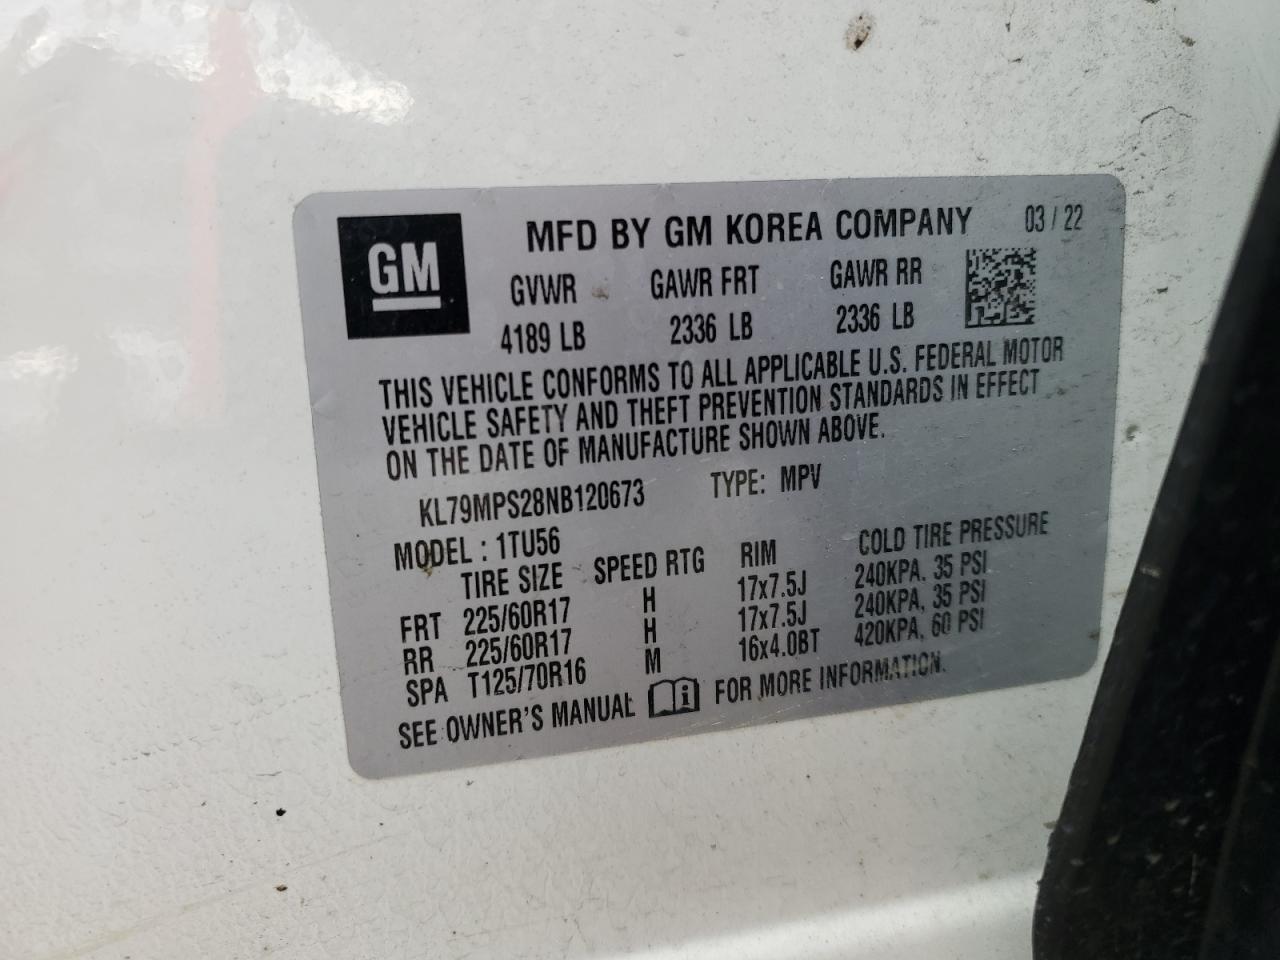 GM
MFD BY GM KOREA COMPANY 03 / 22
GVWR GAWR FRT GAWR RR
4189 LB 2336 LB 2336 LB
THIS VEHICLE CONFORMS TO ALL APPLICABLE U.S. FEDERAL MOTOR
VEHICLE SAFETY AND THEFT PREVENTION STANDARDS IN EFFECT
ON THE DATE OF MANUFACTURE SHOWN ABOVE.
KL79MPS28NB120673 TYPE: MPV
MODEL : 1TU56
TIRE SIZE SPEED RTG RIM COLD TIRE PRESSURE
FRT 225/60R17 H 17x7.5J 240KPA, 35 PSI
RR 225/60R17 H 17x7.5J 240KPA, 35 PSI
SPA T125/70R16 M 16x4.0BT 420KPA, 60 PSI
SEE OWNER'S MANUAL i FOR MORE INFORMATION.